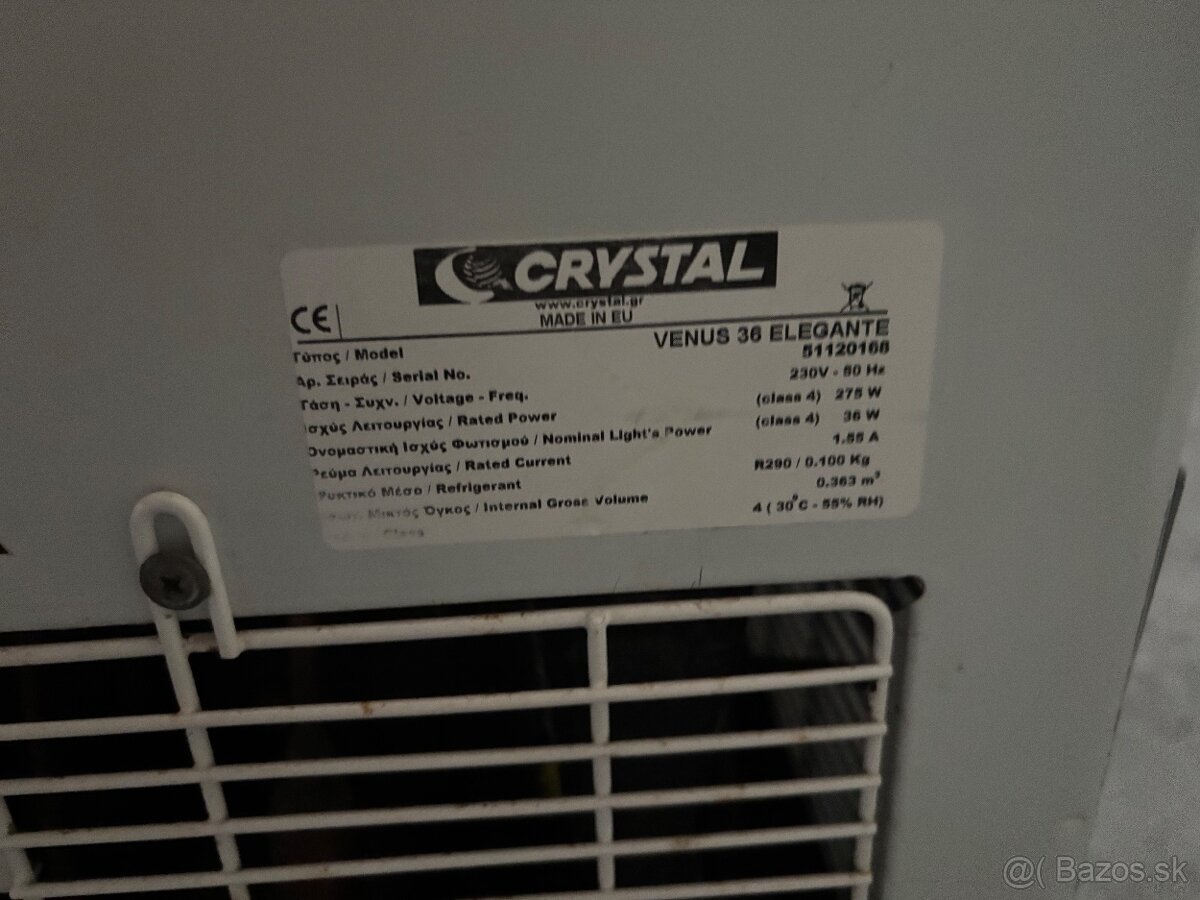 CRYSTAL
www.crystal.gr
CE
MADE IN EU
Τύπος / Model VENUS 36 ELEGANTE
Αρ. Σειράς / Serial No. 51120168
Τάση - Συχν. / Voltage - Freq. 230V - 50 Hz
Ισχύς Λειτουργίας / Rated Power (class 4) 275 W
Ονομαστική Ισχύς Φωτισμού / Nominal Light's Power (class 4) 36 W
Ρεύμα Λειτουργίας / Rated Current 1.55 A
Ψυκτικό Μέσο / Refrigerant R290 / 0.100 Kg
Μικτός Όγκος / Internal Gross Volume 0.363 m³
Class 4 ( 30°C - 55% RH)
@( Bazos.sk